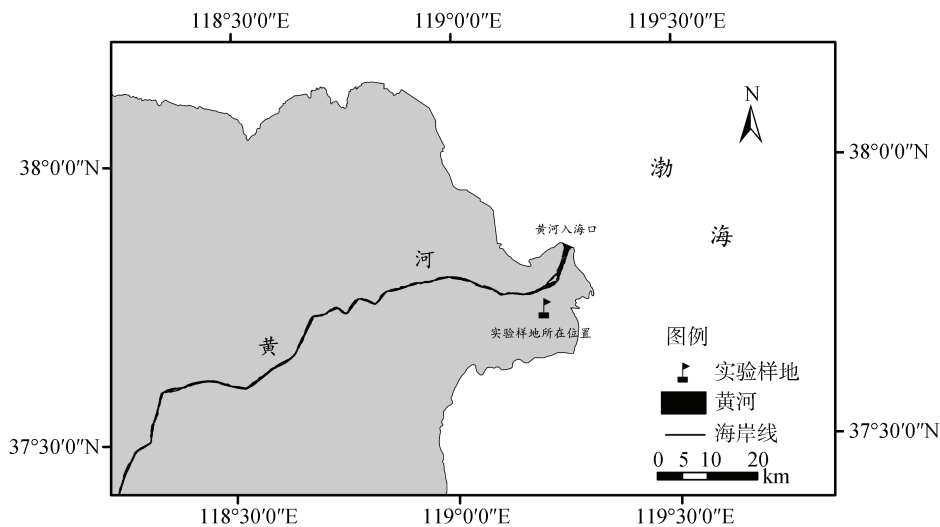 118°30′0″E
119°0′0″E
119°30′0″E
N
38°0′0″N
38°0′0″N
渤
海
黄河入海口
河
实验样地所在位置
黄
图例
实验样地
黄河
海岸线
37°30′0″N
37°30′0″N
0 5 10 20
km
118°30′0″E
119°0′0″E
119°30′0″E